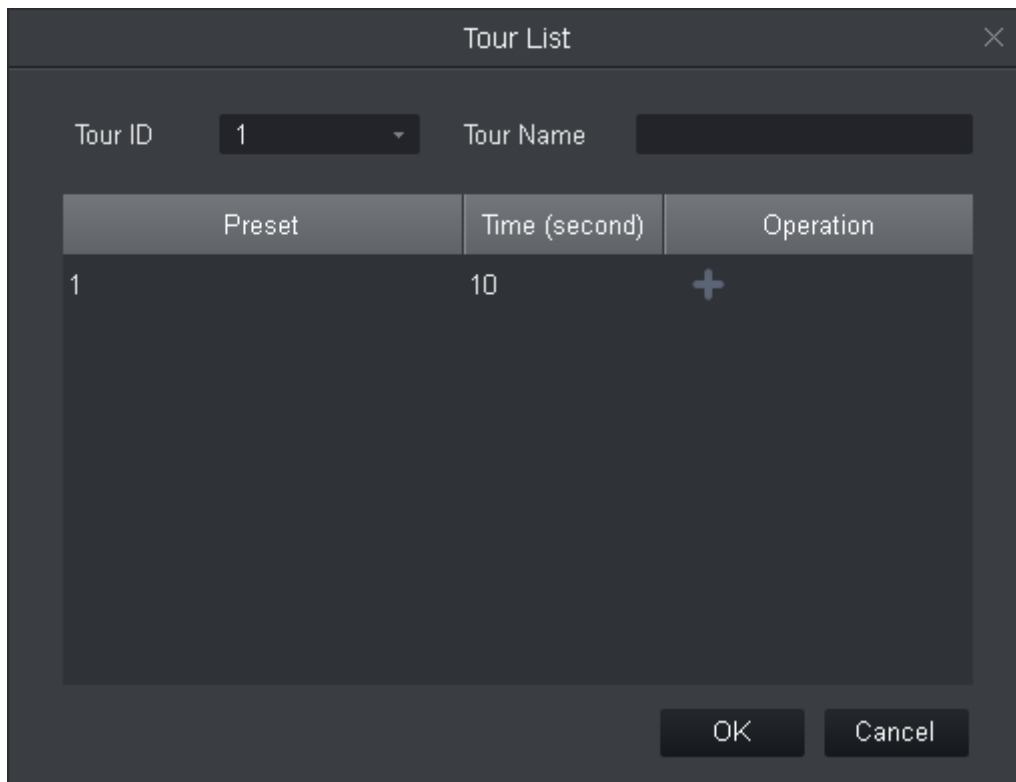 Tour List
Tour ID 1 Tour Name
Preset Time (second) Operation
1 10
OK Cancel